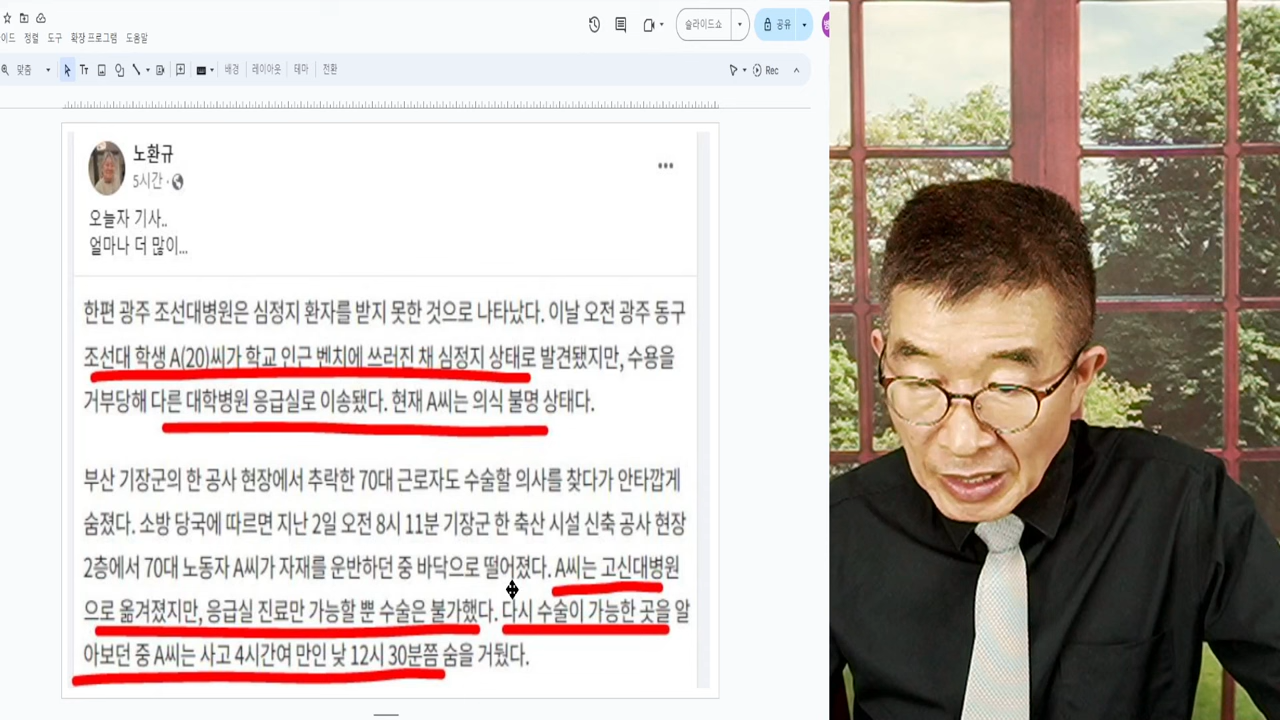 정렬 도구 확장 프로그램 도움말
슬라이드쇼
공유
맞춤
배경 레이아웃 테마 전환
Rec
노환규
5시간
오늘자 기사..
얼마나 더 많이...
한편 광주 조선대병원은 심정지 환자를 받지 못한 것으로 나타났다. 이날 오전 광주 동구
조선대 학생 A(20)씨가 학교 인근 벤치에 쓰러진 채 심정지 상태로 발견됐지만, 수용을
거부당해 다른 대학병원 응급실로 이송됐다. 현재 A씨는 의식 불명 상태다.
부산 기장군의 한 공사 현장에서 추락한 70대 근로자도 수술할 의사를 찾다가 안타깝게
숨졌다. 소방 당국에 따르면 지난 2일 오전 8시 11분 기장군 한 축산 시설 신축 공사 현장
2층에서 70대 노동자 A씨가 자재를 운반하던 중 바닥으로 떨어졌다. A씨는 고신대병원
으로 옮겨졌지만, 응급실 진료만 가능할 뿐 수술은 불가했다. 다시 수술이 가능한 곳을 알
아보던 중 A씨는 사고 4시간여 만인 낮 12시 30분쯤 숨을 거뒀다.